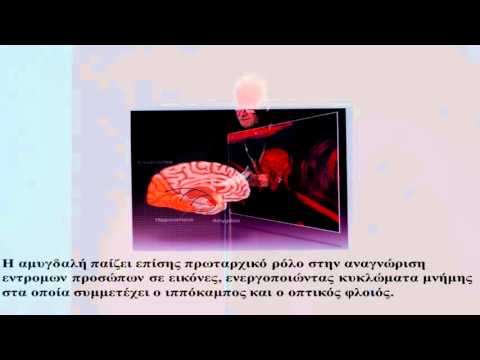 Hippocampus
Amygdala
Η αμυγδαλή παίζει επίσης πρωταρχικό ρόλο στην αναγνώριση
εντρομων προσώπων σε εικόνες, ενεργοποιώντας κυκλώματα μνήμης
στα οποία συμμετέχει ο ιππόκαμπος και ο οπτικός φλοιός.